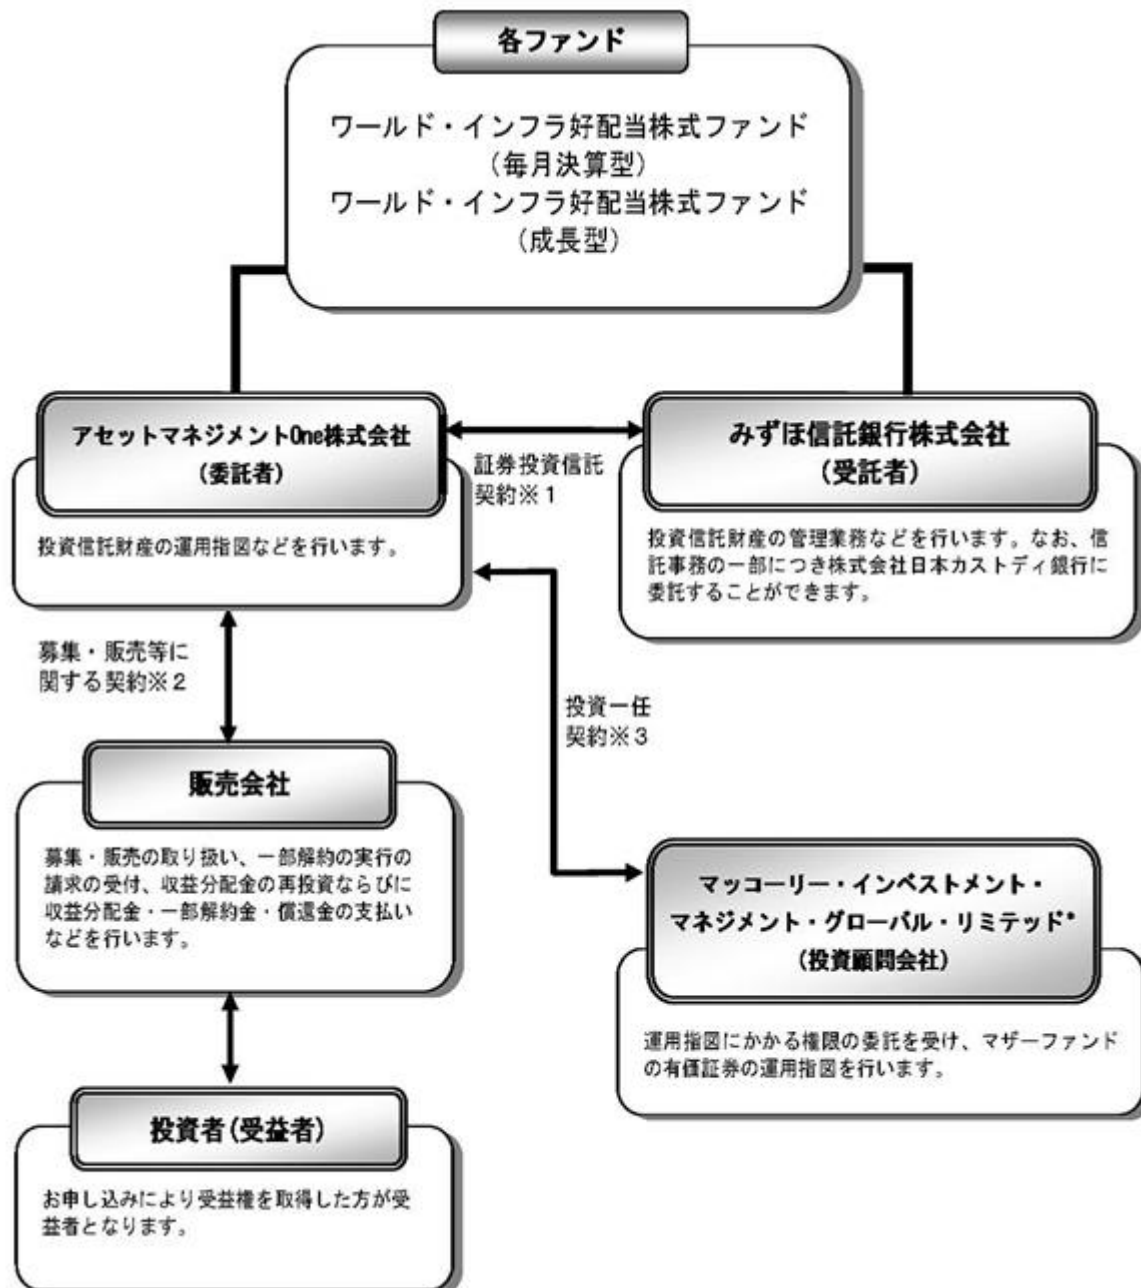 各ファンド
ワールド・インフラ好配当株式ファンド
（毎月決算型）
ワールド・インフラ好配当株式ファンド
（成長型）
アセットマネジメントOne株式会社
（委託者）
投資信託財産の運用指図などを行います。
証券投資信託
契約※１
みずほ信託銀行株式会社
（受託者）
投資信託財産の管理業務などを行います。なお、信
託事務の一部につき株式会社日本カストディ銀行に
委託することができます。
募集・販売等に
関する契約※２
投資一任
契約※３
販売会社
募集・販売の取り扱い、一部解約の実行の
請求の受付、収益分配金の再投資ならびに
収益分配金・一部解約金・償還金の支払い
などを行います。
マッコーリー・インベストメント・
マネジメント・グローバル・リミテッド*
（投資顧問会社）
運用指図にかかる権限の委託を受け、マザーファンド
の有価証券の運用指図を行います。
投資者（受益者）
お申し込みにより受益権を取得した方が受
益者となります。